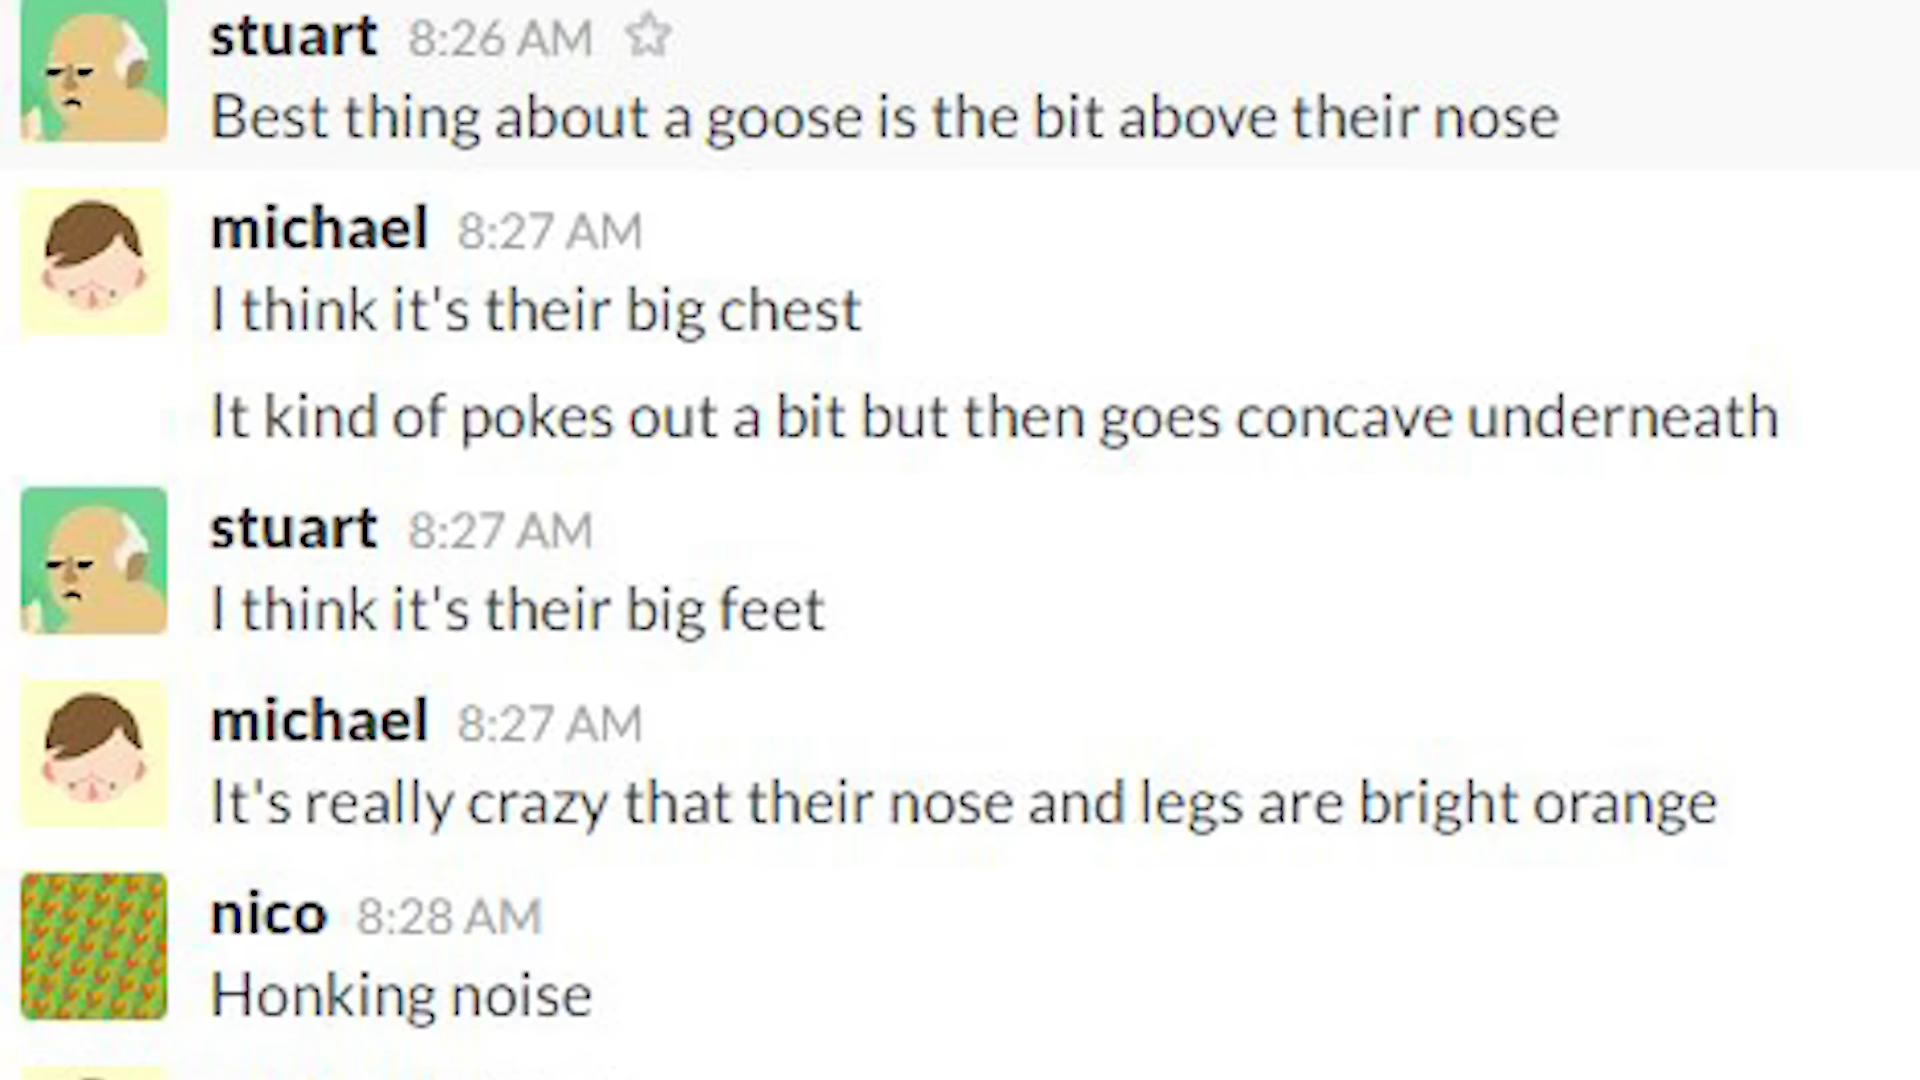 stuart 8:26 AM ☆
Best thing about a goose is the bit above their nose
michael 8:27 AM
I think it's their big chest
It kind of pokes out a bit but then goes concave underneath
stuart 8:27 AM
I think it's their big feet
michael 8:27 AM
It's really crazy that their nose and legs are bright orange
nico 8:28 AM
Honking noise